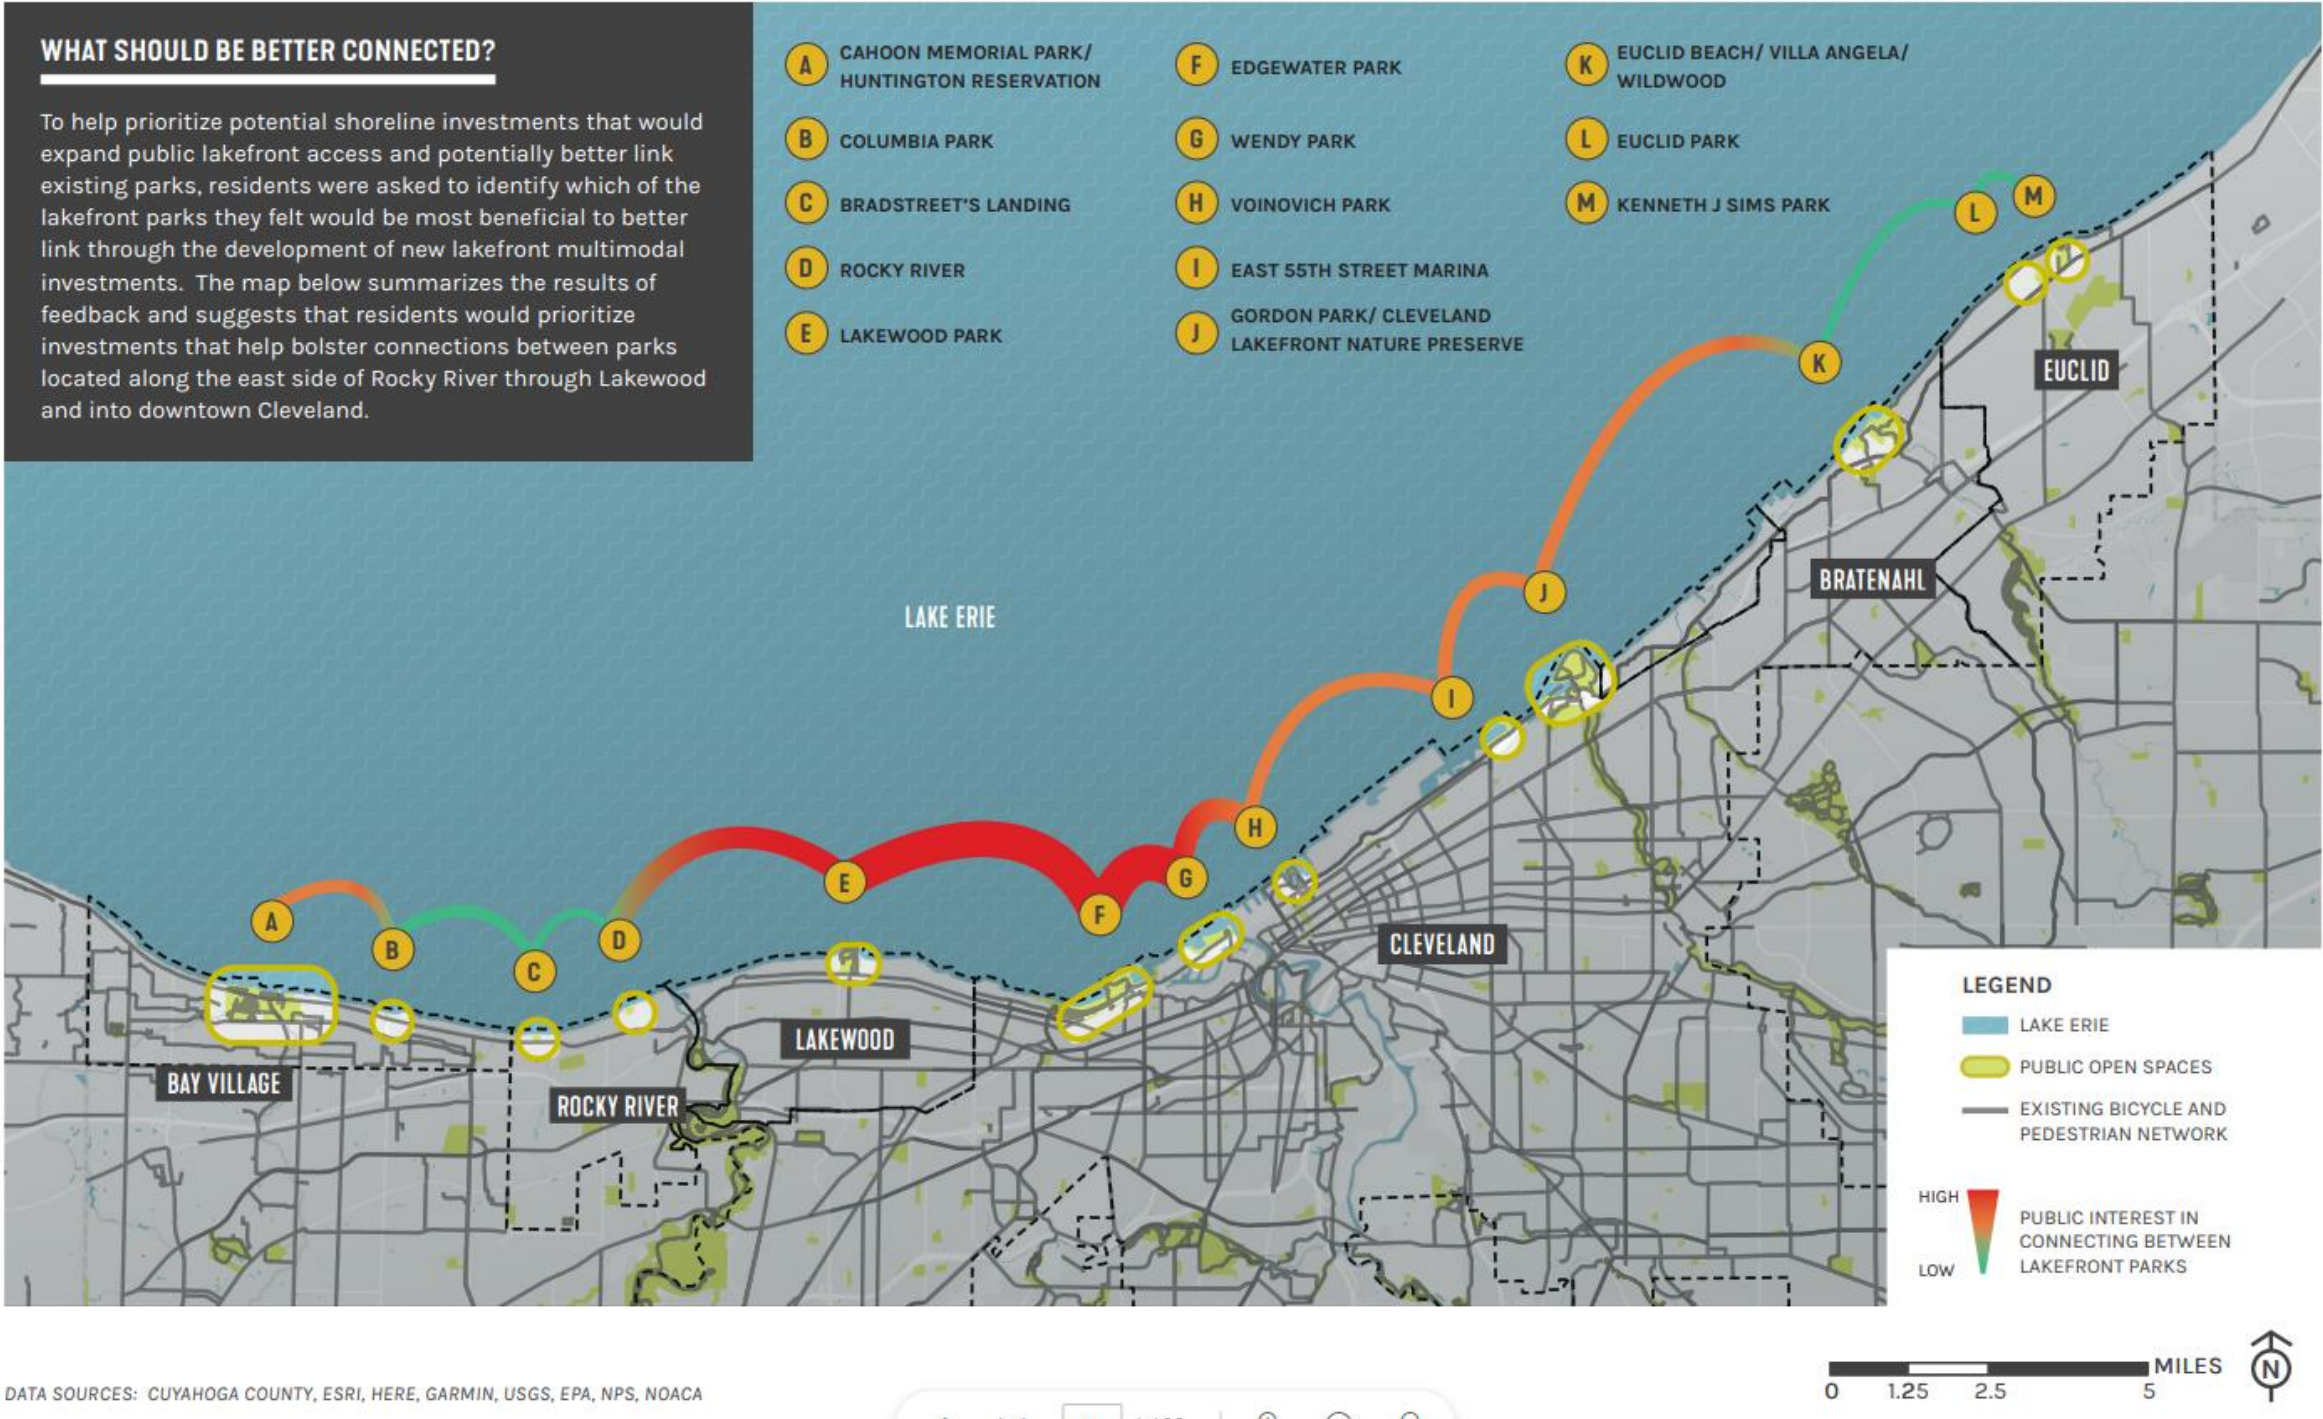 WHAT SHOULD BE BETTER CONNECTED?
To help prioritize potential shoreline investments that would
expand public lakefront access and potentially better link
existing parks, residents were asked to identify which of the
lakefront parks they felt would be most beneficial to better
link through the development of new lakefront multimodal
investments. The map below summarizes the results of
feedback and suggests that residents would prioritize
investments that help bolster connections between parks
located along the east side of Rocky River through Lakewood
and into downtown Cleveland.
A CAHOON MEMORIAL PARK/
HUNTINGTON RESERVATION
B COLUMBIA PARK
C BRADSTREET'S LANDING
D ROCKY RIVER
E LAKEWOOD PARK
F EDGEWATER PARK
G WENDY PARK
H VOINOVICH PARK
I EAST 55TH STREET MARINA
J GORDON PARK/ CLEVELAND
LAKEFRONT NATURE PRESERVE
K EUCLID BEACH/ VILLA ANGELA/
WILDWOOD
L EUCLID PARK
M KENNETH J SIMS PARK
M
L
K
EUCLID
J
BRATENAHL
LAKE ERIE
I
H
G
E
F
A
B
C
D
CLEVELAND
LAKEWOOD
BAY VILLAGE
ROCKY RIVER
LEGEND
LAKE ERIE
PUBLIC OPEN SPACES
EXISTING BICYCLE AND
PEDESTRIAN NETWORK
HIGH
LOW
PUBLIC INTEREST IN
CONNECTING BETWEEN
LAKEFRONT PARKS
MILES
0 1.25 2.5 5
N
DATA SOURCES: CUYAHOGA COUNTY, ESRI, HERE, GARMIN, USGS, EPA, NPS, NOACA